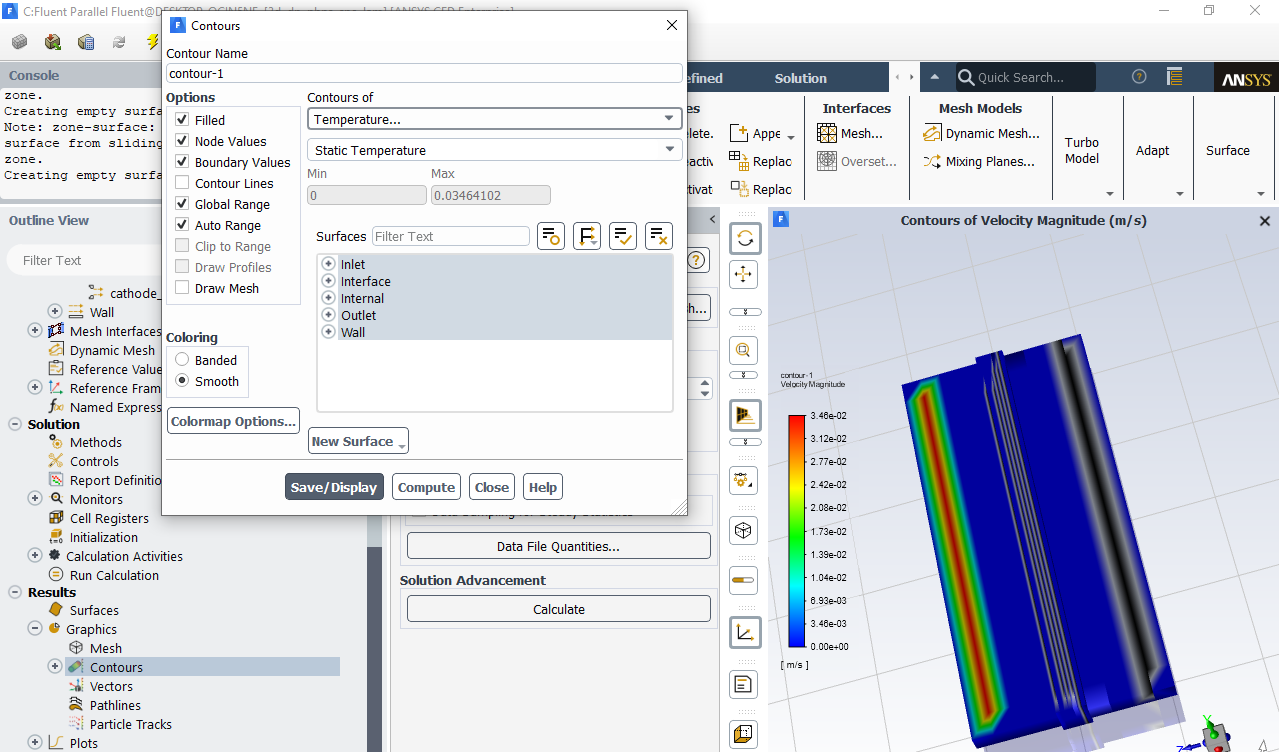 C:Fluent Parallel Fluent@DESKTOP-
Contours
Contour Name
contour-1
Options
Filled
Node Values
Boundary Values
Contour Lines
Global Range
Auto Range
Clip to Range
Draw Profiles
Draw Mesh
Coloring
Banded
Smooth
Colormap Options...
Contours of
Temperature...
Static Temperature
Min
Max
0
0.03464102
Surfaces
Filter Text
Inlet
Interface
Internal
Outlet
Wall
New Surface
Save/Display
Compute
Close
Help
Console
zone.
Creating empty surfa
Note: zone-surface:
surface from sliding
zone.
Creating empty surfa
Outline View
Filter Text
cathode_
Wall
Mesh Interfaces
Dynamic Mesh
Reference Value
Reference Fram
Named Express
Solution
Methods
Controls
Report Definitio
Monitors
Cell Registers
Initialization
Calculation Activities
Run Calculation
Results
Surfaces
Graphics
Mesh
Contours
Vectors
Pathlines
Particle Tracks
Plots
efined
Solution
Quick Search...
ANSYS
es
elete.
activ
tivat
Appe
Replac
Replac
Interfaces
Mesh...
Overset...
Mesh Models
Dynamic Mesh...
Mixing Planes...
Turbo
Model
Adapt
Surface
h...
Data File Quantities...
Solution Advancement
Calculate
Contours of Velocity Magnitude (m/s)
contour-1
Velocity Magnitude
3.46e-02
3.12e-02
2.77e-02
2.42e-02
2.08e-02
1.73e-02
1.39e-02
1.04e-02
6.93e-03
3.46e-03
0.00e+00
[ m/s ]
Y
Z